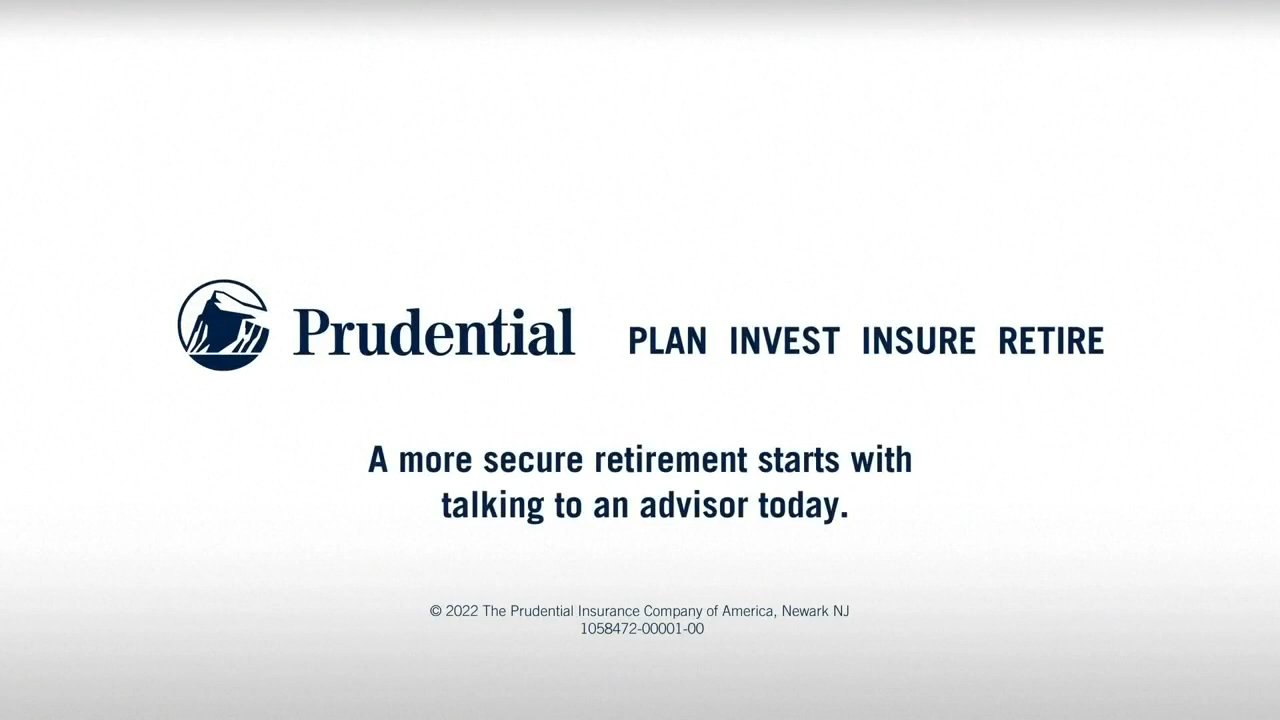 Prudential PLAN INVEST INSURE RETIRE
A more secure retirement starts with
talking to an advisor today.
© 2022 The Prudential Insurance Company of America, Newark NJ
1058472-00001-00